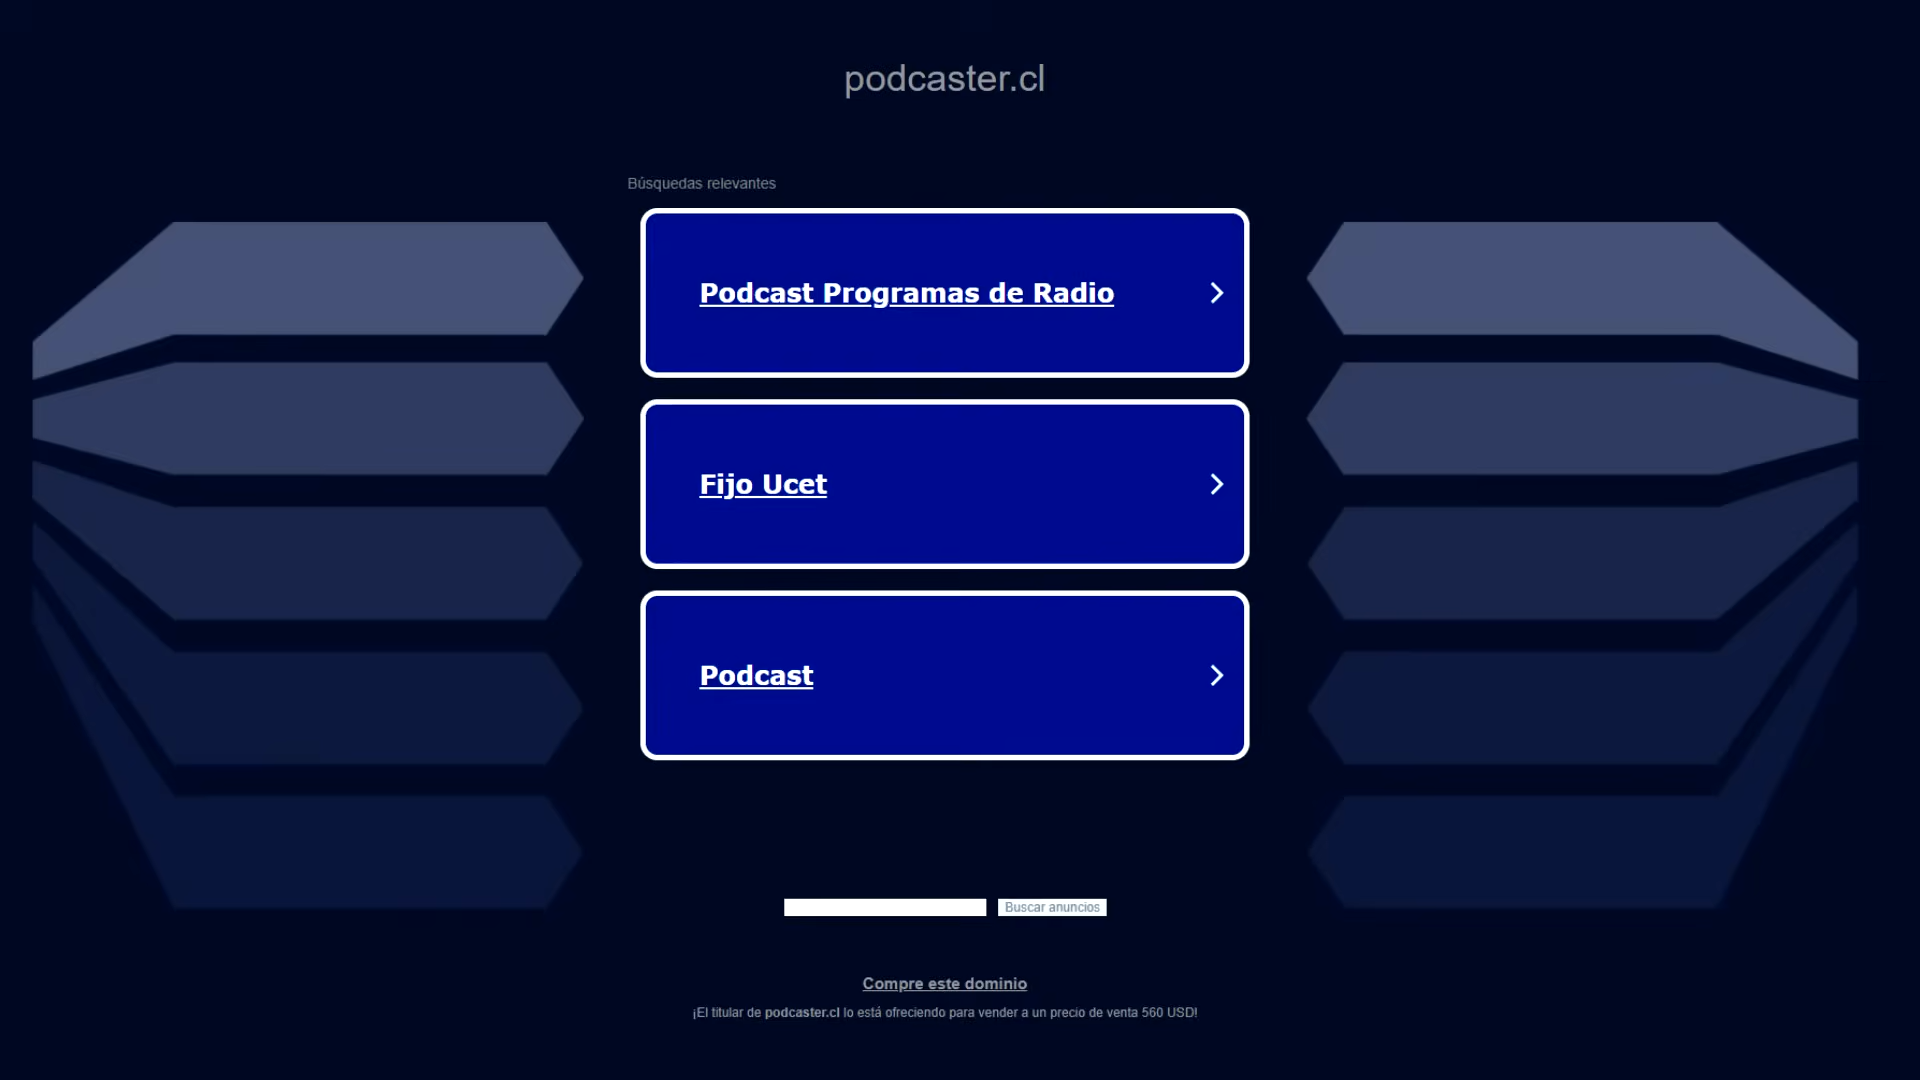 podcaster.cl
Búsquedas relevantes
Podcast Programas de Radio
Fijo Ucet
Podcast
Buscar anuncios
Compre este dominio
¡El titular de podcaster.cl lo está ofreciendo para vender a un precio de venta 560 USD!